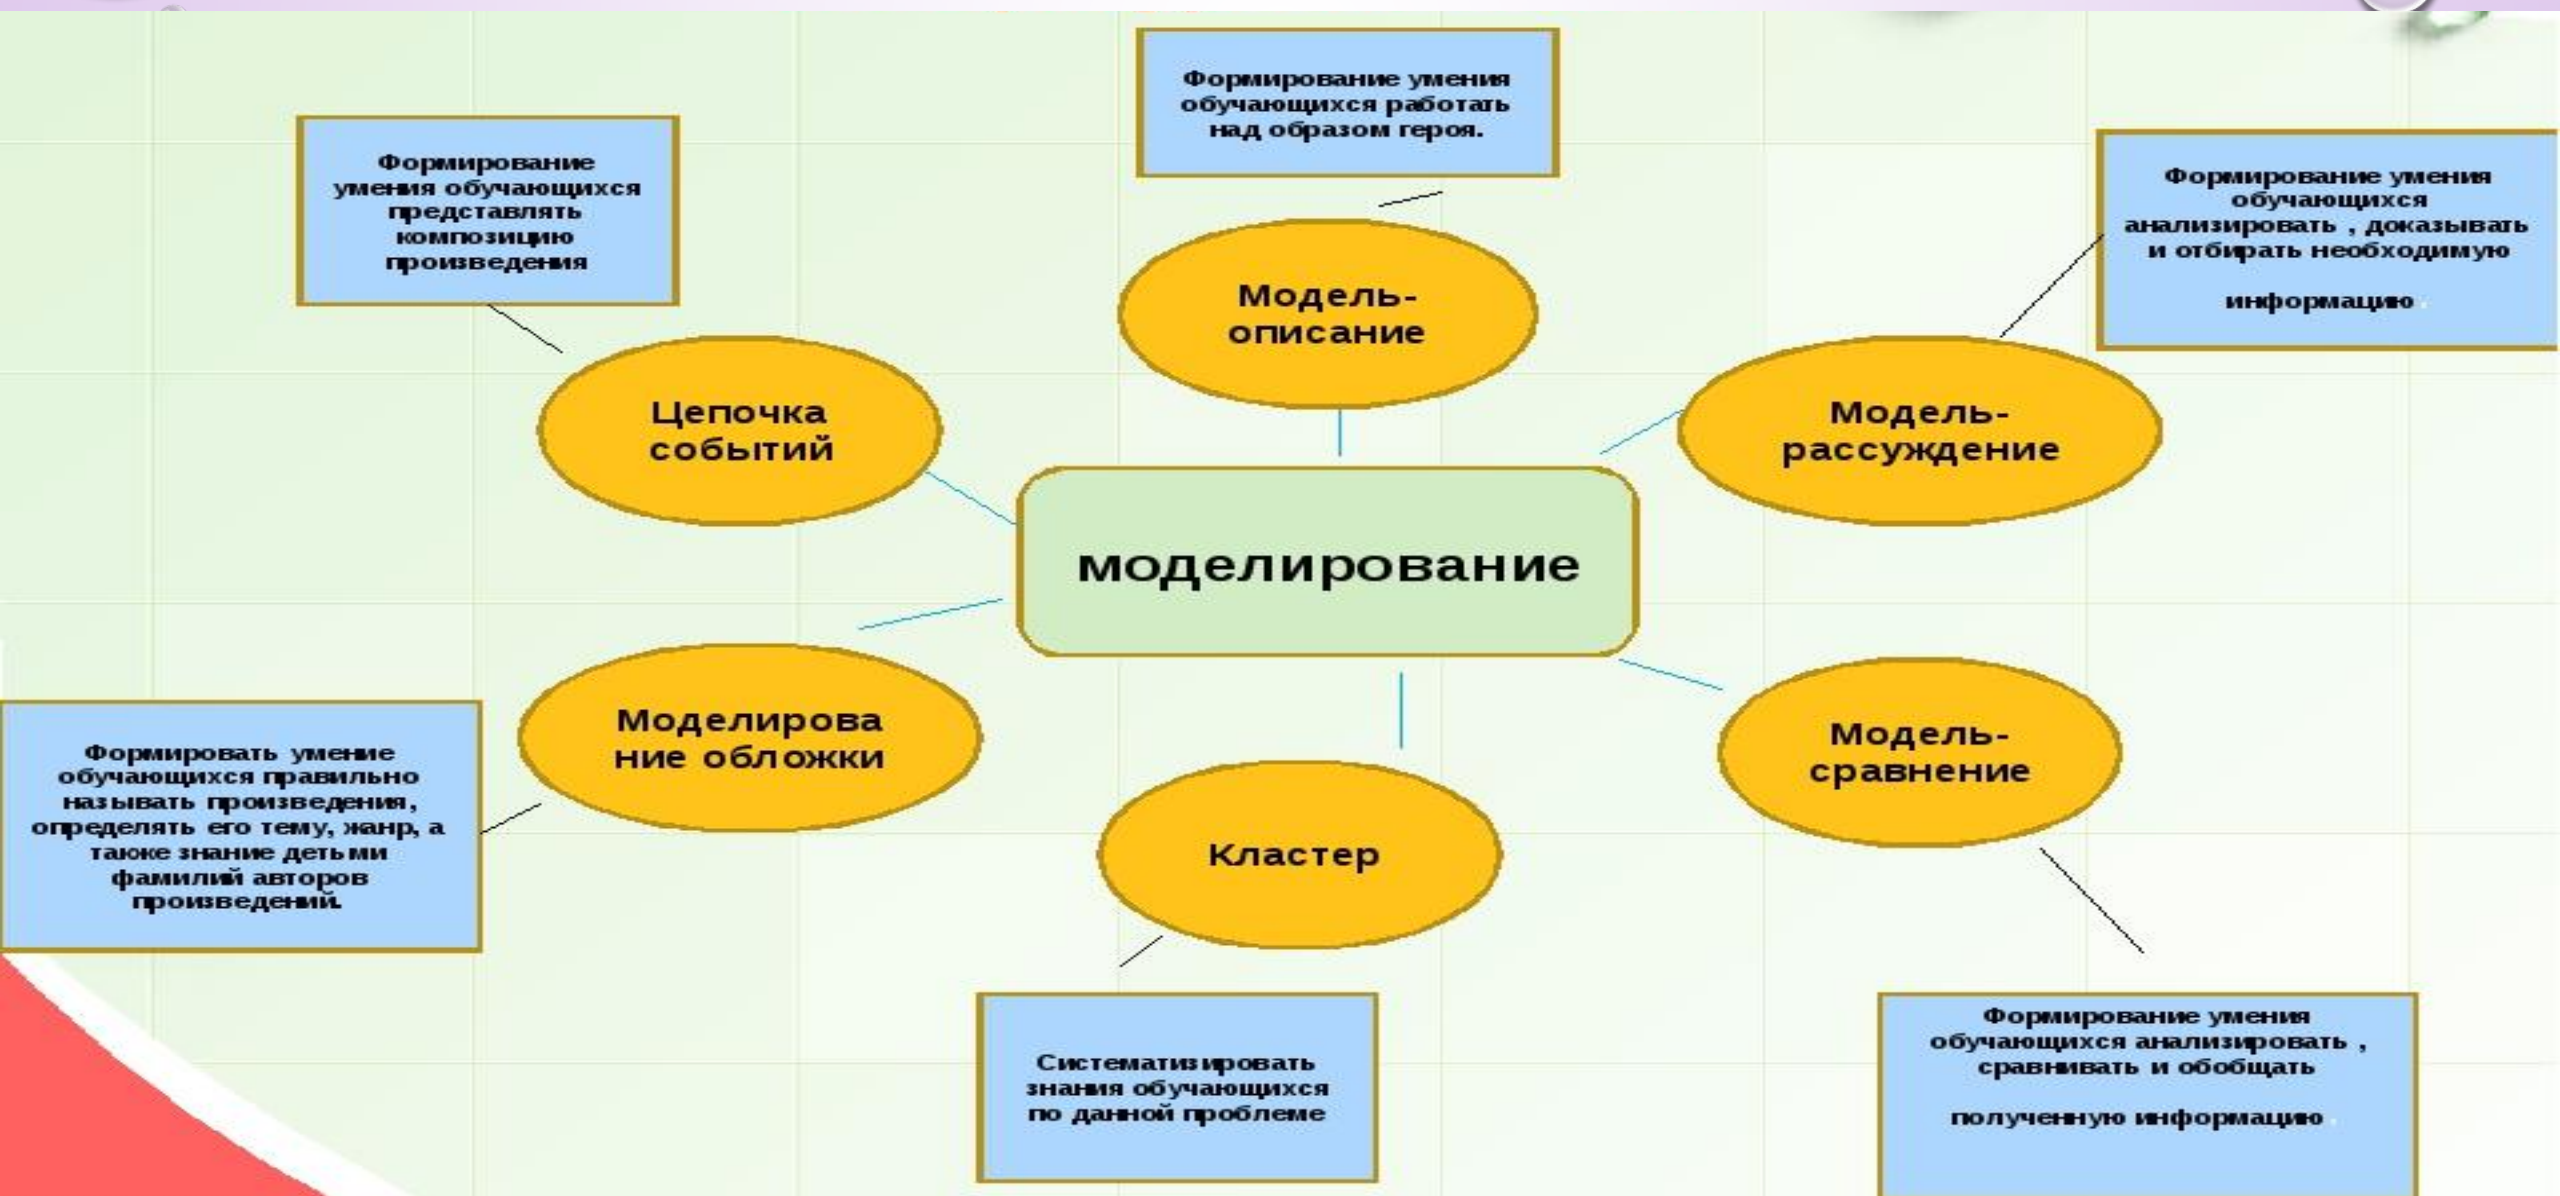 Формирование умения
обучающихся работать
над образом героя.
Формирование
умения обучающихся
представлять
композицию
произведения
Формирование умения
обучающихся
анализировать , доказывать
и отбирать необходимую
информацию
Модель-
описание
Цепочка
событий
Модель-
рассуждение
моделирование
Моделирова
ние обложки
Модель-
сравнение
Кластер
Формировать умение
обучающихся правильно
называть произведения,
определять его тему, жанр, а
также знание детьми
фамилий авторов
произведений.
Систематизировать
знания обучающихся
по данной проблеме
Формирование умения
обучающихся анализировать ,
сравнивать и обобщать
полученную информацию